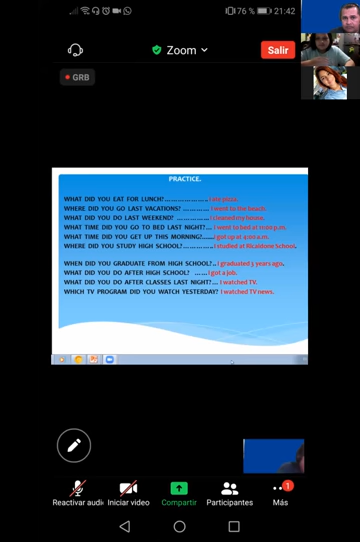 76 % 21:42
Zoom
Salir
GRB
PRACTICE.
WHAT DID YOU EAT FOR LUNCH?.................... I ate pizza.
WHERE DID YOU GO LAST VACATIONS? ............ I went to the beach.
WHAT DID YOU DO LAST WEEKEND? .............. I cleaned my house.
WHAT TIME DID YOU GO TO BED LAST NIGHT?.... I went to bed at 11:00 p.m.
WHAT TIME DID YOU GET UP THIS MORNING?...... I got up at 4:00 a.m.
WHERE DID YOU STUDY HIGH SCHOOL?.............. I studied at School.
WHEN DID YOU GRADUATE FROM HIGH SCHOOL?.. I graduated 3 years ago.
WHAT DID YOU DO AFTER HIGH SCHOOL? ...... I got a job.
WHAT DID YOU DO AFTER CLASSES LAST NIGHT?... I watched TV.
WHICH TV PROGRAM DID YOU WATCH YESTERDAY? I watched TV news.
Reactivar audio Iniciar video Compartir Participantes Más
1